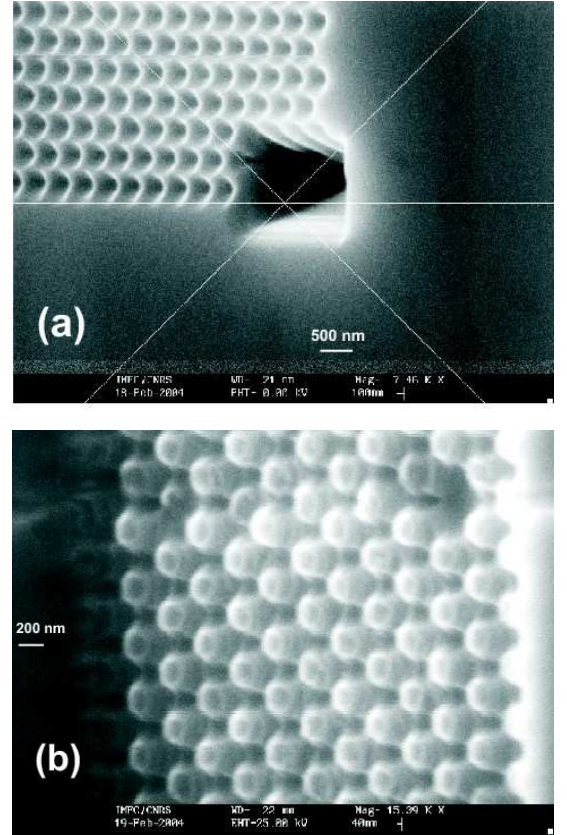 (a)
500 nm
IMFC/CNRS WD- 21 mm Mag- 7.46 K X
18-Feb-2004 EHT- 0.00 kV 100nm
200 nm
(b)
IMFC/CNRS WD- 22 mm Mag- 15.39 K X
19-Feb-2004 EHT-25.00 kV 40nm